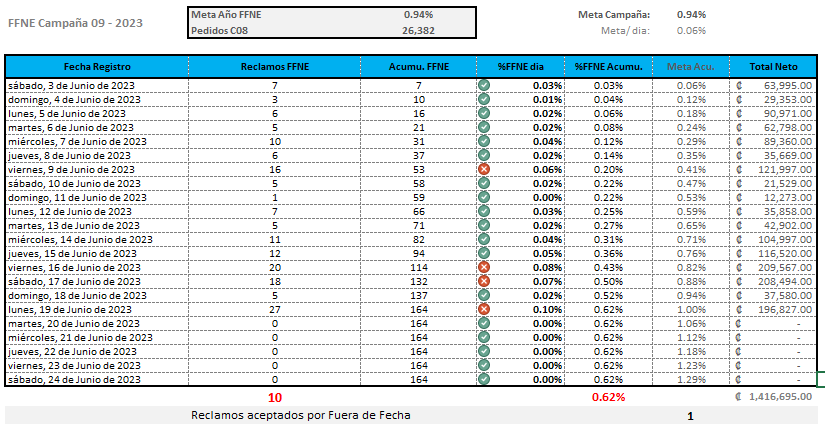 FFNE Campaña 09 - 2023
Meta Año FFNE 0.94%
Pedidos C08 26,382
Meta Campaña: 0.94%
Meta/ dia: 0.06%
Fecha Registro Reclamos FFNE Acumu. FFNE %FFNE dia %FFNE Acumu. Meta Acu. Total Neto
sábado, 3 de Junio de 2023 7 7 0.03% 0.03% 0.06% ₡ 63,995.00
domingo, 4 de Junio de 2023 3 10 0.01% 0.04% 0.12% ₡ 29,353.00
lunes, 5 de Junio de 2023 6 16 0.02% 0.06% 0.18% ₡ 90,971.00
martes, 6 de Junio de 2023 5 21 0.02% 0.08% 0.24% ₡ 62,798.00
miércoles, 7 de Junio de 2023 10 31 0.04% 0.12% 0.29% ₡ 89,360.00
jueves, 8 de Junio de 2023 6 37 0.02% 0.14% 0.35% ₡ 35,669.00
viernes, 9 de Junio de 2023 16 53 0.06% 0.20% 0.41% ₡ 121,997.00
sábado, 10 de Junio de 2023 5 58 0.02% 0.22% 0.47% ₡ 21,529.00
domingo, 11 de Junio de 2023 1 59 0.00% 0.22% 0.53% ₡ 12,273.00
lunes, 12 de Junio de 2023 7 66 0.03% 0.25% 0.59% ₡ 35,858.00
martes, 13 de Junio de 2023 5 71 0.02% 0.27% 0.65% ₡ 42,902.00
miércoles, 14 de Junio de 2023 11 82 0.04% 0.31% 0.71% ₡ 104,997.00
jueves, 15 de Junio de 2023 12 94 0.05% 0.36% 0.76% ₡ 116,520.00
viernes, 16 de Junio de 2023 20 114 0.08% 0.43% 0.82% ₡ 209,567.00
sábado, 17 de Junio de 2023 18 132 0.07% 0.50% 0.88% ₡ 208,494.00
domingo, 18 de Junio de 2023 5 137 0.02% 0.52% 0.94% ₡ 37,580.00
lunes, 19 de Junio de 2023 27 164 0.10% 0.62% 1.00% ₡ 196,827.00
martes, 20 de Junio de 2023 0 164 0.00% 0.62% 1.06% ₡ -
miércoles, 21 de Junio de 2023 0 164 0.00% 0.62% 1.12% ₡ -
jueves, 22 de Junio de 2023 0 164 0.00% 0.62% 1.18% ₡ -
viernes, 23 de Junio de 2023 0 164 0.00% 0.62% 1.23% ₡ -
sábado, 24 de Junio de 2023 0 164 0.00% 0.62% 1.29% ₡ -
10 0.62% ₡ 1,416,695.00
Reclamos aceptados por Fuera de Fecha 1